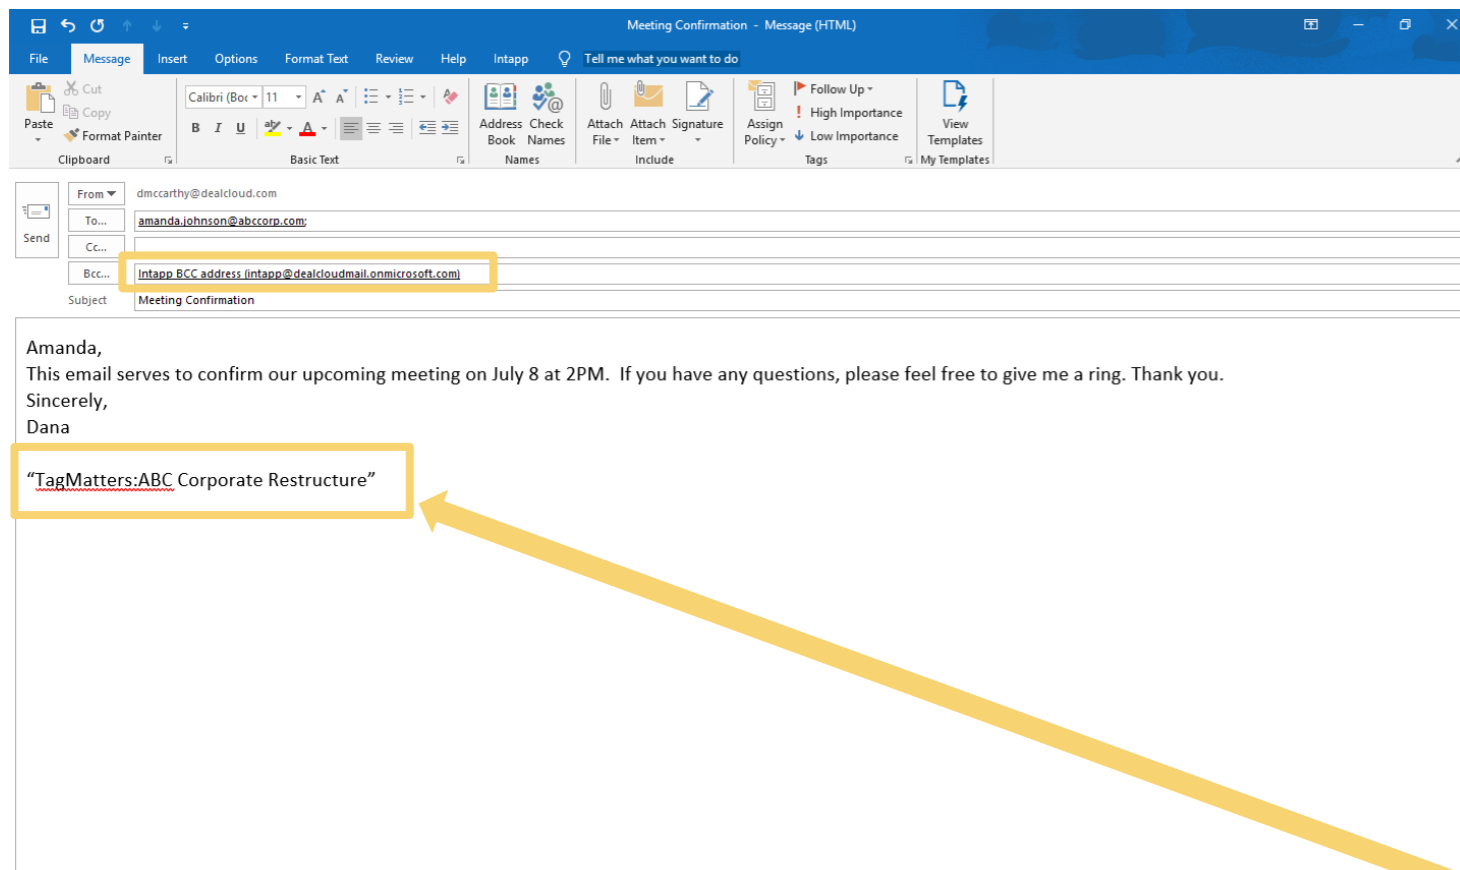 Meeting Confirmation - Message (HTML)
File Message Insert Options Format Text Review Help Intapp Tell me what you want to do
Cut
Copy
Format Painter
Paste
Clipboard
Calibri (Boc 11 A A
B I U aby A
Basic Text
Address Book
Check Names
Names
Attach File
Attach Item
Signature
Include
Assign Policy
Follow Up
High Importance
Low Importance
Tags
View Templates
My Templates
Send
From dmccarthy@dealcloud.com
To... amanda.johnson@abccorp.com;
Cc...
Bcc... Intapp BCC address (intapp@dealcloudmail.onmicrosoft.com)
Subject Meeting Confirmation
Amanda,
This email serves to confirm our upcoming meeting on July 8 at 2PM.  If you have any questions, please feel free to give me a ring. Thank you.
Sincerely,
Dana
“TagMatters:ABC Corporate Restructure”